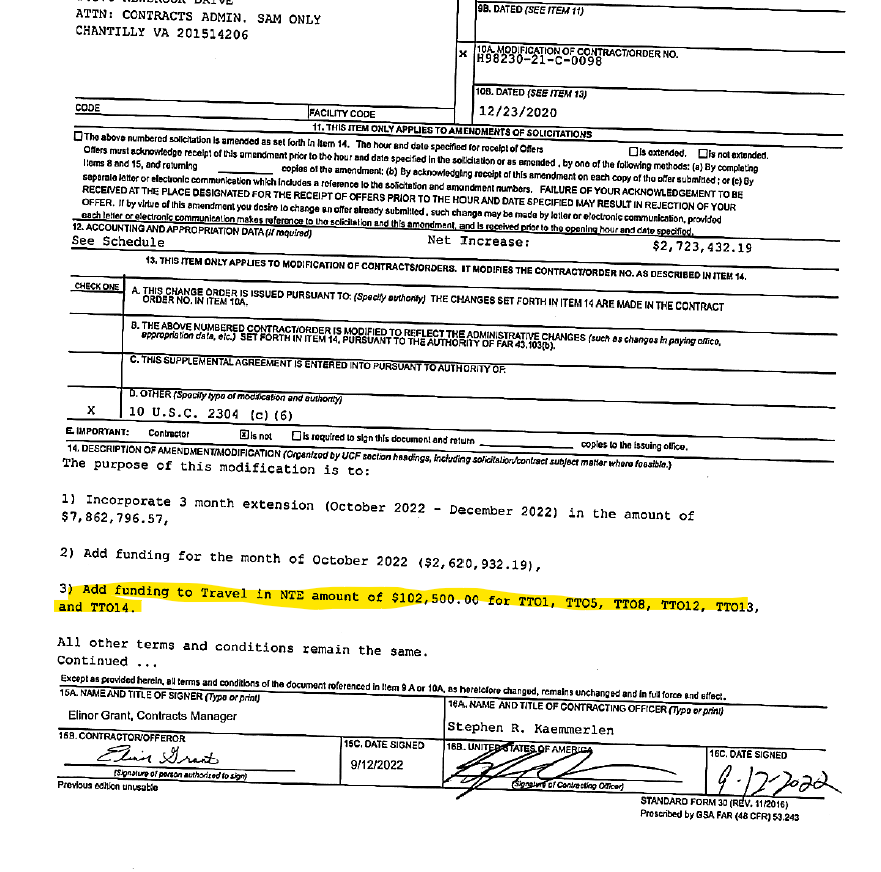 ATTN: CONTRACTS ADMIN, SAM ONLY
CHANTILLY VA 201514206
9B. DATED (SEE ITEM 11)
x 10A. MODIFICATION OF CONTRACT/ORDER NO.
H98230-21-C-0098
10B. DATED (SEE ITEM 13)
12/23/2020
CODE FACILITY CODE
11. THIS ITEM ONLY APPLIES TO AMENDMENTS OF SOLICITATIONS
The above numbered solicitation is amended as set forth in Item 14. The hour and date specified for receipt of Offers is extended. is not extended.
Offers must acknowledge receipt of this amendment prior to the hour and date specified in the solicitation or as amended , by one of the following methods: (a) By completing
Items 8 and 15, and returning copies of the amendment; (b) By acknowledging receipt of this amendment on each copy of the offer submitted ; or (c) By
separate letter or electronic communication which includes a reference to the solicitation and amendment numbers. FAILURE OF YOUR ACKNOWLEDGEMENT TO BE
RECEIVED AT THE PLACE DESIGNATED FOR THE RECEIPT OF OFFERS PRIOR TO THE HOUR AND DATE SPECIFIED MAY RESULT IN REJECTION OF YOUR
OFFER. If by virtue of this amendment you desire to change an offer already submitted , such change may be made by letter or electronic communication, provided
each letter or electronic communication makes reference to the solicitation and this amendment, and is received prior to the opening hour and date specified.
12. ACCOUNTING AND APPROPRIATION DATA (If required)
See Schedule Net Increase: $2,723,432.19
13. THIS ITEM ONLY APPLIES TO MODIFICATION OF CONTRACTS/ORDERS. IT MODIFIES THE CONTRACT/ORDER NO. AS DESCRIBED IN ITEM 14.
CHECK ONE
A. THIS CHANGE ORDER IS ISSUED PURSUANT TO: (Specify authority) THE CHANGES SET FORTH IN ITEM 14 ARE MADE IN THE CONTRACT
ORDER NO. IN ITEM 10A.
B. THE ABOVE NUMBERED CONTRACT/ORDER IS MODIFIED TO REFLECT THE ADMINISTRATIVE CHANGES (such as changes in paying office,
appropriation data, etc.) SET FORTH IN ITEM 14, PURSUANT TO THE AUTHORITY OF FAR 43.103(b).
C. THIS SUPPLEMENTAL AGREEMENT IS ENTERED INTO PURSUANT TO AUTHORITY OF:
D. OTHER (Specify type of modification and authority)
X 10 U.S.C. 2304 (c)(6)
E. IMPORTANT: Contractor x is not is required to sign this document and return copies to the issuing office.
14. DESCRIPTION OF AMENDMENT/MODIFICATION (Organized by UCF section headings, including solicitation/contract subject matter where feasible.)
The purpose of this modification is to:
1) Incorporate 3 month extension (October 2022 - December 2022) in the amount of
$7,862,796.57,
2) Add funding for the month of October 2022 ($2,620,932.19),
3) Add funding to Travel in NTE amount of $102,500.00 for TTO1, TTO5, TTO8, TTO12, TTO13,
and TTO14.
All other terms and conditions remain the same.
Continued ...
Except as provided herein, all terms and conditions of the document referenced in Item 9 A or 10A, as heretofore changed, remains unchanged and in full force and effect.
15A. NAME AND TITLE OF SIGNER (Type or print)
Elinor Grant, Contracts Manager
16A. NAME AND TITLE OF CONTRACTING OFFICER (Type or print)
Stephen R. Kaemmerlen
15B. CONTRACTOR/OFFEROR
Elinor Grant
(Signature of person authorized to sign)
15C. DATE SIGNED
9/12/2022
16B. UNITED STATES OF AMERICA
(Signature of Contracting Officer)
16C. DATE SIGNED
9-12-2022
Previous edition unusable
STANDARD FORM 30 (REV. 11/2016)
Prescribed by GSA FAR (48 CFR) 53.243